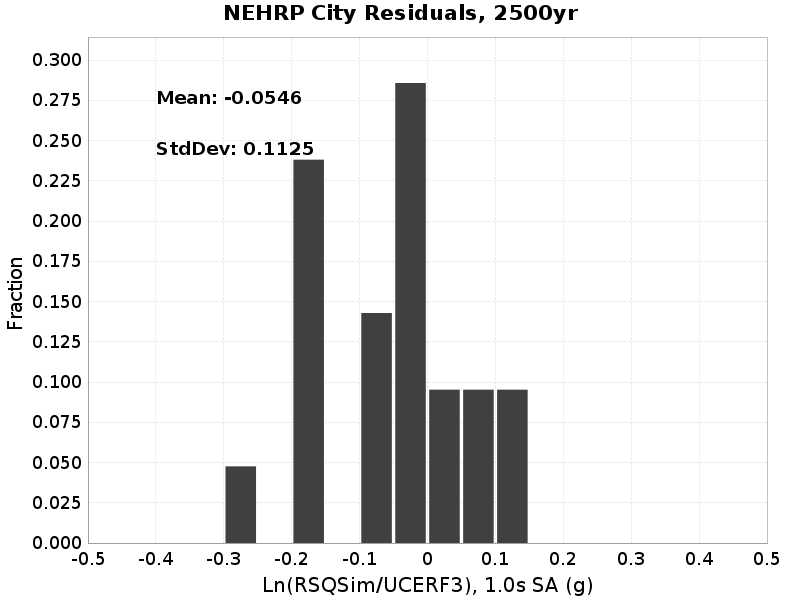 NEHRP City Residuals, 2500yr
0.300
Mean: -0.0546
0.275
0.250
StdDev: 0.1125
0.225
0.200
0.175
0.150
0.125
0.100
0.075
0.050
0.025
0.000
Fraction
-0.5 -0.4 -0.3 -0.2 -0.1 0 0.1 0.2 0.3 0.4 0.5
Ln(RSQSim/UCERF3), 1.0s SA (g)